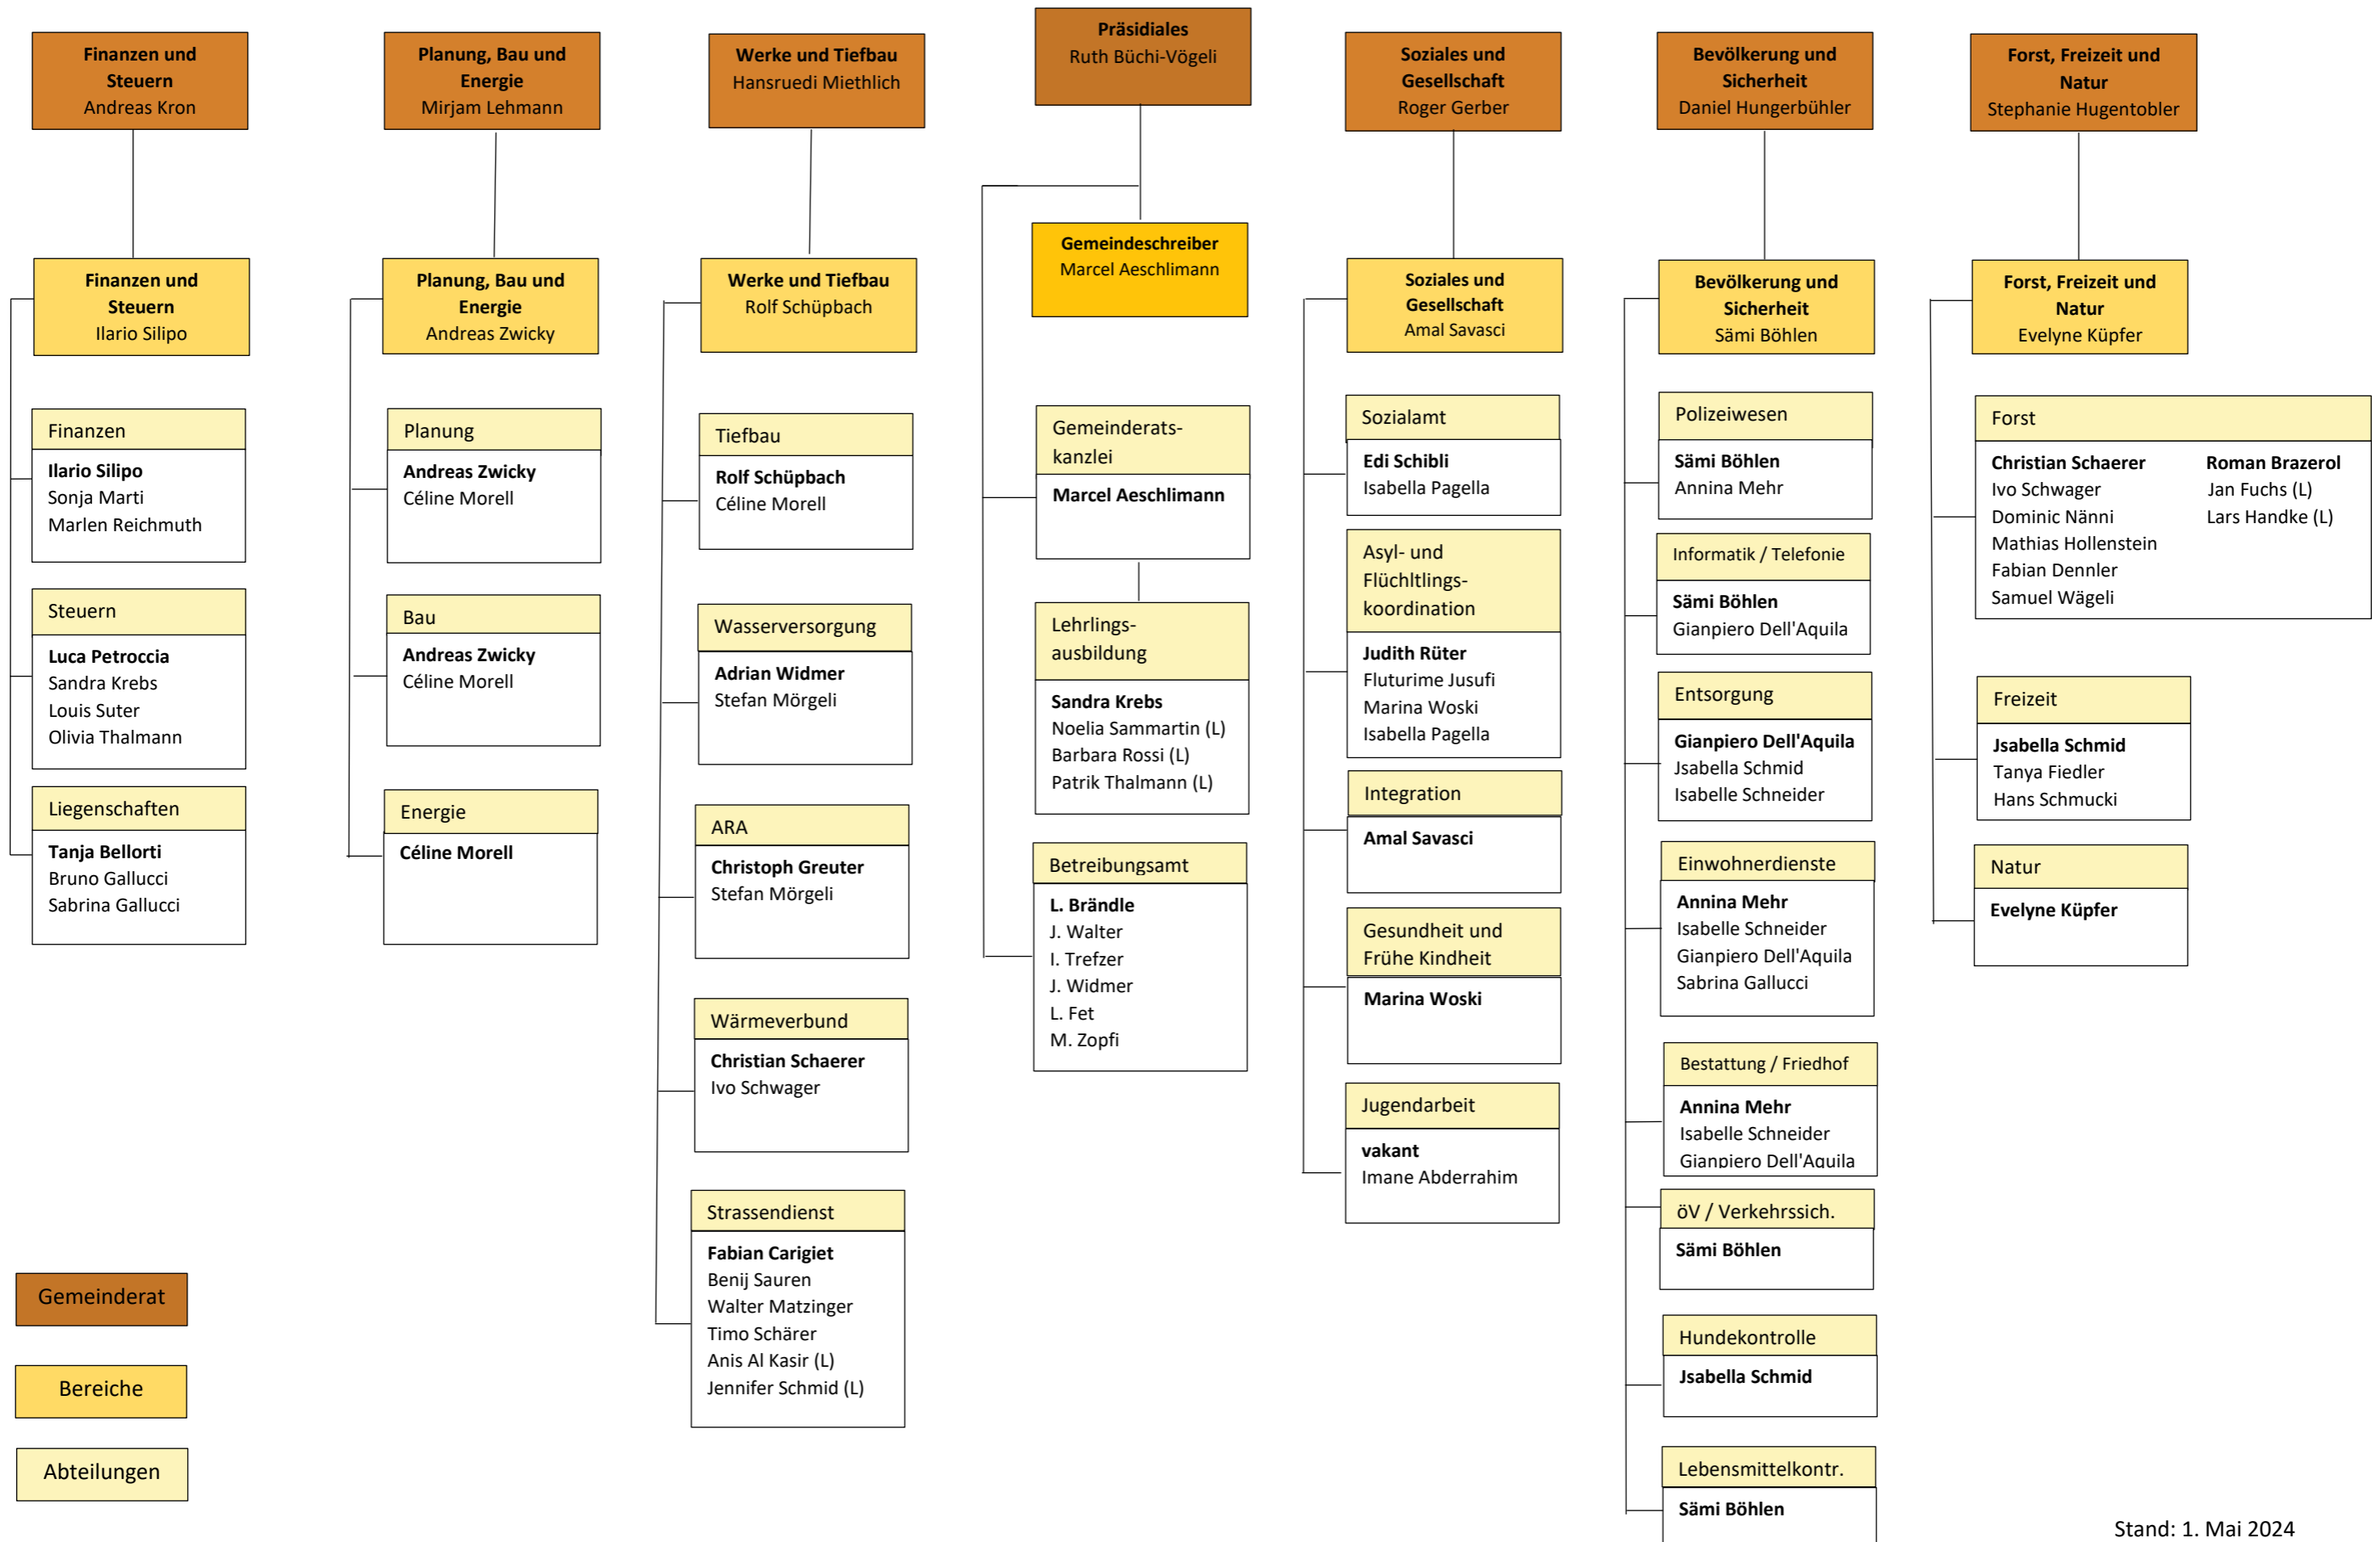 Finanzen und
Steuern
Andreas Kron
Planung, Bau und
Energie
Mirjam Lehmann
Werke und Tiefbau
Hansruedi Miethlich
Präsidiales
Ruth Büchi-Vögeli
Soziales und
Gesellschaft
Roger Gerber
Bevölkerung und
Sicherheit
Daniel Hungerbühler
Forst, Freizeit und
Natur
Stephanie Hugentobler
Finanzen und
Steuern
Ilario Silipo
Finanzen
Ilario Silipo
Sonja Marti
Marlen Reichmuth
Steuern
Luca Petroccia
Sandra Krebs
Louis Suter
Olivia Thalmann
Liegenschaften
Tanja Bellorti
Bruno Gallucci
Sabrina Gallucci
Planung, Bau und
Energie
Andreas Zwicky
Planung
Andreas Zwicky
Céline Morell
Bau
Andreas Zwicky
Céline Morell
Energie
Céline Morell
Werke und Tiefbau
Rolf Schüpbach
Tiefbau
Rolf Schüpbach
Céline Morell
Wasserversorgung
Adrian Widmer
Stefan Mörgeli
ARA
Christoph Greuter
Stefan Mörgeli
Wärmeverbund
Christian Schaerer
Ivo Schwager
Strassendienst
Fabian Carigiet
Benij Sauren
Walter Matzinger
Timo Schärer
Anis Al Kasir (L)
Jennifer Schmid (L)
Gemeindeschreiber
Marcel Aeschlimann
Gemeinderats-
kanzlei
Marcel Aeschlimann
Lehrlings-
ausbildung
Sandra Krebs
Noelia Sammartin (L)
Barbara Rossi (L)
Patrik Thalmann (L)
Betreibungsamt
L. Brändle
J. Walter
I. Trefzer
J. Widmer
L. Fet
M. Zopfi
Soziales und
Gesellschaft
Amal Savasci
Sozialamt
Edi Schibli
Isabella Pagella
Asyl- und
Flüchltlings-
koordination
Judith Rüter
Fluturime Jusufi
Marina Woski
Isabella Pagella
Integration
Amal Savasci
Gesundheit und
Frühe Kindheit
Marina Woski
Jugendarbeit
vakant
Imane Abderrahim
Bevölkerung und
Sicherheit
Sämi Böhlen
Polizeiwesen
Sämi Böhlen
Annina Mehr
Informatik / Telefonie
Sämi Böhlen
Gianpiero Dell'Aquila
Entsorgung
Gianpiero Dell'Aquila
Jsabella Schmid
Isabelle Schneider
Einwohnerdienste
Annina Mehr
Isabelle Schneider
Gianpiero Dell'Aquila
Sabrina Gallucci
Bestattung / Friedhof
Annina Mehr
Isabelle Schneider
Gianpiero Dell'Aquila
öV / Verkehrssich.
Sämi Böhlen
Hundekontrolle
Jsabella Schmid
Lebensmittelkontr.
Sämi Böhlen
Forst, Freizeit und
Natur
Evelyne Küpfer
Forst
Christian Schaerer
Ivo Schwager
Dominic Nänni
Mathias Hollenstein
Fabian Dennler
Samuel Wägeli
Roman Brazerol
Jan Fuchs (L)
Lars Handke (L)
Freizeit
Jsabella Schmid
Tanya Fiedler
Hans Schmucki
Natur
Evelyne Küpfer
Gemeinderat
Bereiche
Abteilungen
Stand: 1. Mai 2024